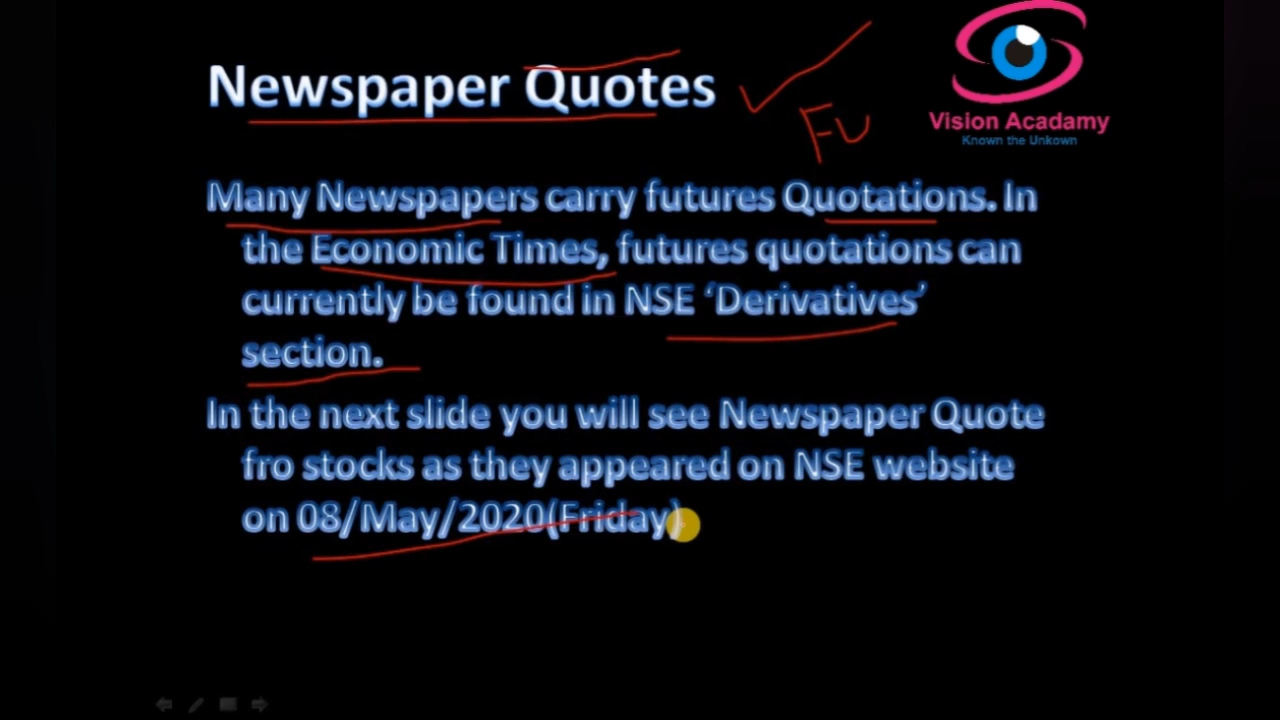 Newspaper Quotes
Fu
Vision Acadamy
Known the Unkown
Many Newspapers carry futures Quotations. In
the Economic Times, futures quotations can
currently be found in NSE ‘Derivatives’
section.
In the next slide you will see Newspaper Quote
fro stocks as they appeared on NSE website
on 08/May/2020(Friday).